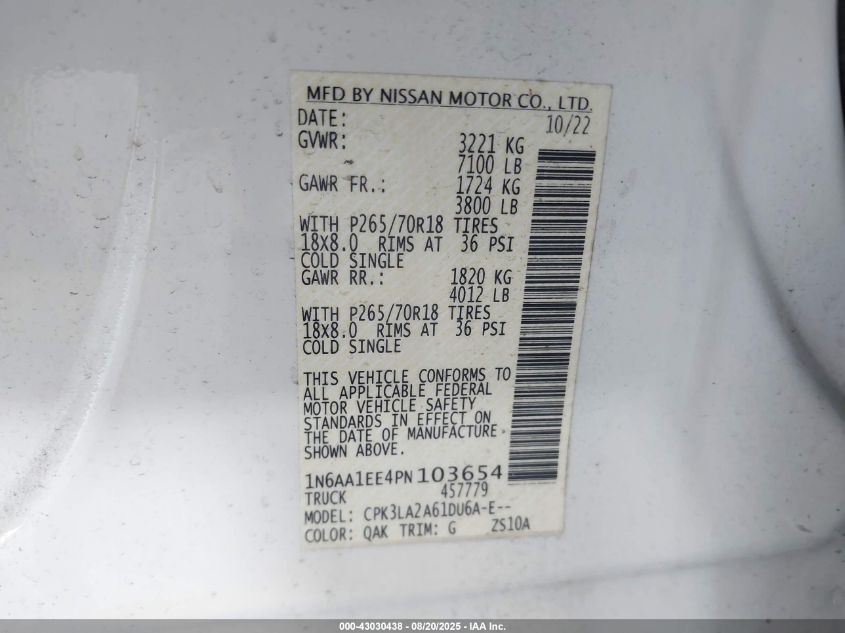 MFD BY NISSAN MOTOR CO., LTD.
DATE: 10/22
GVWR: 3221 KG
7100 LB
GAWR FR.: 1724 KG
3800 LB
WITH P265/70R18 TIRES
18X8.0 RIMS AT 36 PSI
COLD SINGLE
GAWR RR.: 1820 KG
4012 LB
WITH P265/70R18 TIRES
18X8.0 RIMS AT 36 PSI
COLD SINGLE
THIS VEHICLE CONFORMS TO
ALL APPLICABLE FEDERAL
MOTOR VEHICLE SAFETY
STANDARDS IN EFFECT ON
THE DATE OF MANUFACTURE
SHOWN ABOVE.
1N6AA1EE4PN103654
TRUCK 457779
MODEL: CPK3LA2A61DU6A-E--
COLOR: QAK TRIM: G ZS10A
000-43030438 - 08/20/2025 - IAA Inc.